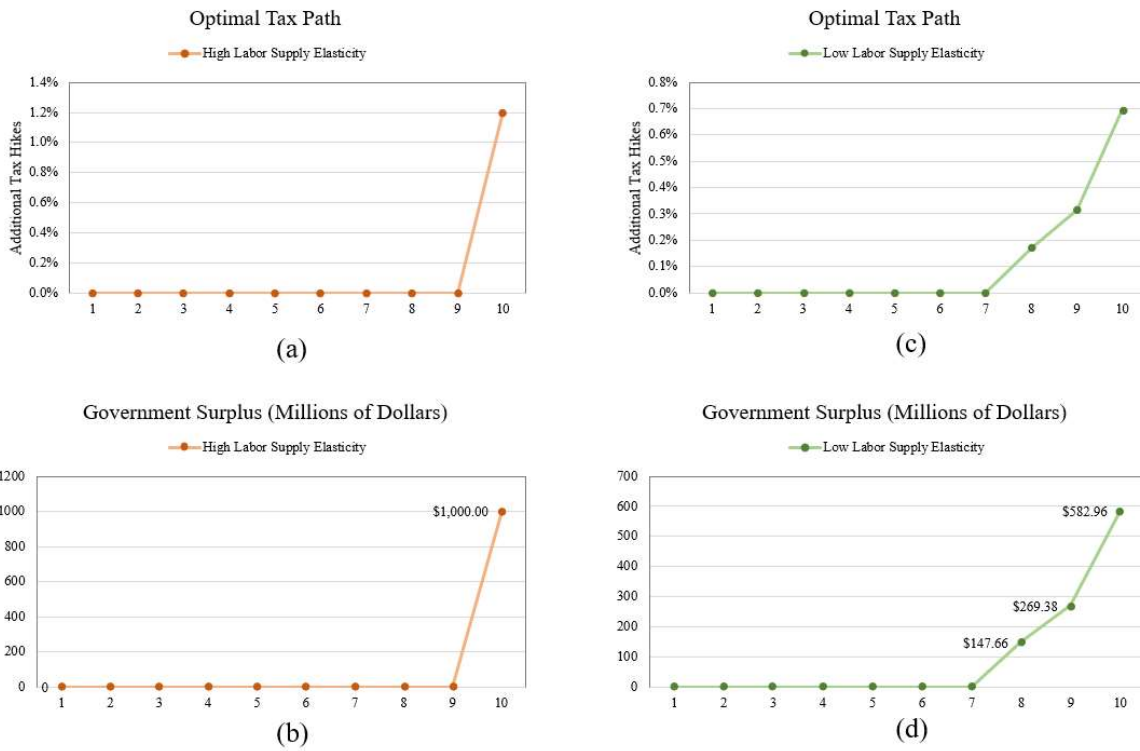 Optimal Tax Path
High Labor Supply Elasticity
Additional Tax Hikes
1.4%
1.2%
1.0%
0.8%
0.6%
0.4%
0.2%
0.0%
1 2 3 4 5 6 7 8 9 10
(a)
Optimal Tax Path
Low Labor Supply Elasticity
Additional Tax Hikes
0.8%
0.7%
0.6%
0.5%
0.4%
0.3%
0.2%
0.1%
0.0%
1 2 3 4 5 6 7 8 9 10
(c)
Government Surplus (Millions of Dollars)
High Labor Supply Elasticity
1200
1000
800
600
400
200
0
$1,000.00
0
1 2 3 4 5 6 7 8 9 10
(b)
Government Surplus (Millions of Dollars)
Low Labor Supply Elasticity
700
600
500
400
300
200
100
0
$582.96
$269.38
$147.66
1 2 3 4 5 6 7 8 9 10
(d)